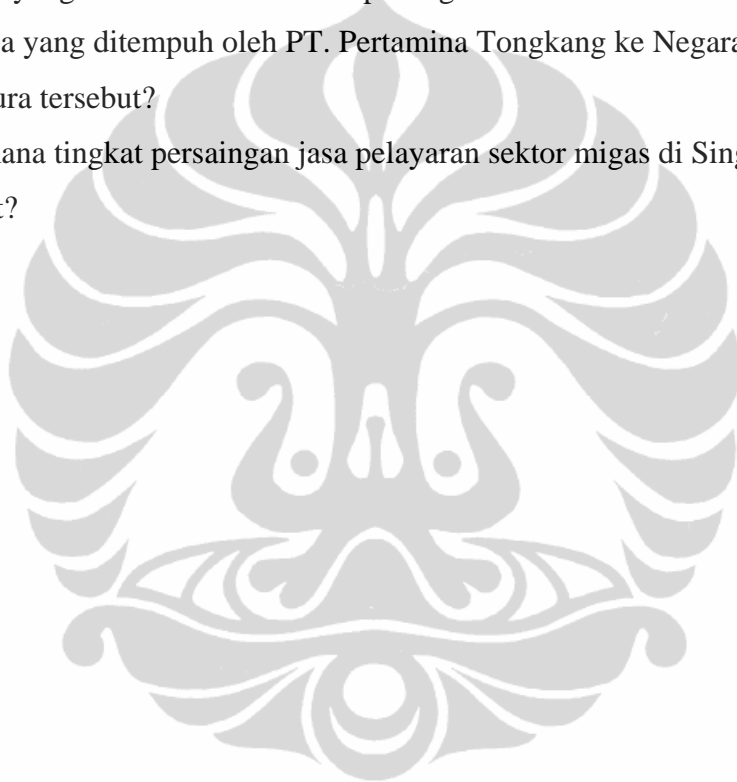 a yang ditempuh oleh PT. Pertamina Tongkang ke Negara
ura tersebut?
ana tingkat persaingan jasa pelayaran sektor migas di Sing
t?